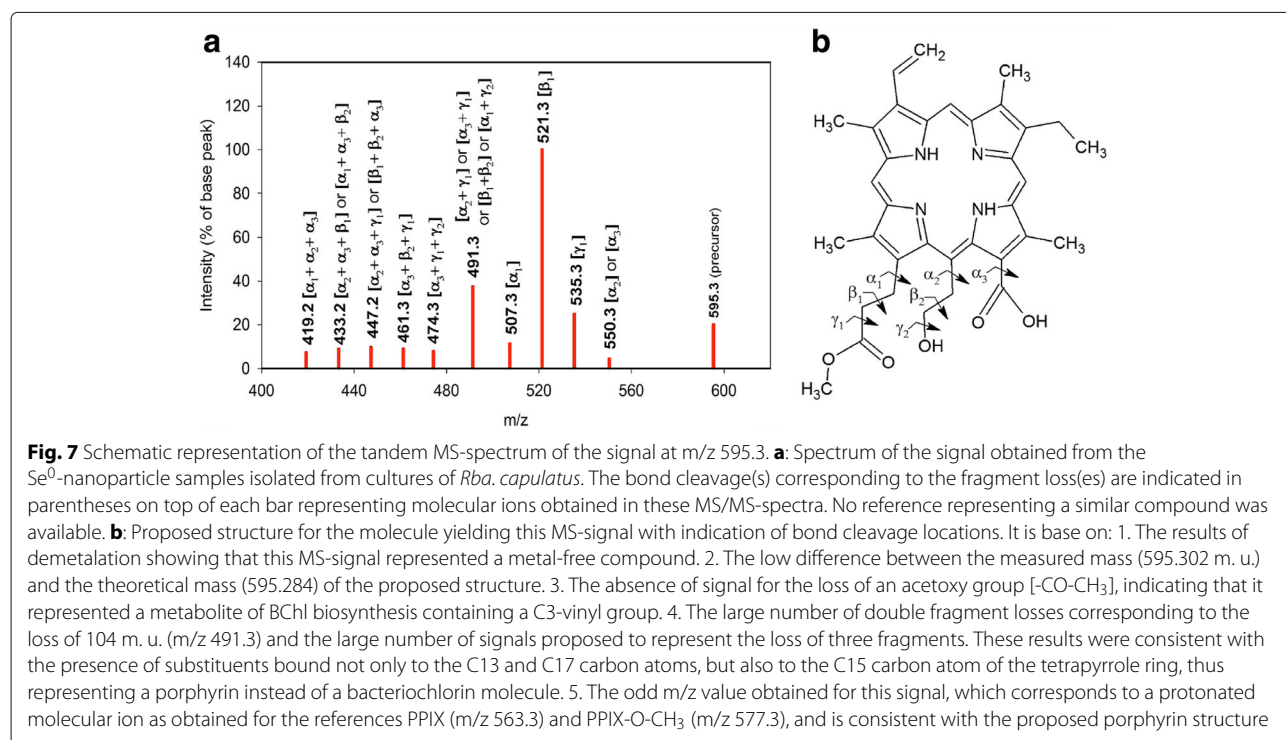 a
b
140
120
100
80
60
40
20
0
Intensity (% of base peak)
400
440
480
520
560
600
m/z
419.2 [α1 + α2 + α3]
433.2 [α2 + α3 + β1] or [α1 + α3 + β2]
447.2 [α2 + α3 + γ1] or [β1 + β2 + α3]
461.3 [α3 + β2 + γ1]
474.3 [α3 + γ1 + γ2]
491.3 [α2 + γ1] or [α3 + γ1]
or [β1+β2] or [α1 + γ2]
507.3 [α1]
521.3 [β1]
535.3 [γ1]
550.3 [α2] or [α3]
595.3 (precursor)
CH2
CH3
H3C
CH3
NH
N
N
NH
H3C
CH3
α1
α2
α3
β1
β2
γ1
γ2
O
OH
OH
O
O
H3C
Fig. 7 Schematic representation of the tandem MS-spectrum of the signal at m/z 595.3. a: Spectrum of the signal obtained from the
Se0-nanoparticle samples isolated from cultures of Rba. capulatus. The bond cleavage(s) corresponding to the fragment loss(es) are indicated in
parentheses on top of each bar representing molecular ions obtained in these MS/MS-spectra. No reference representing a similar compound was
available. b: Proposed structure for the molecule yielding this MS-signal with indication of bond cleavage locations. It is base on: 1. The results of
demetalation showing that this MS-signal represented a metal-free compound. 2. The low difference between the measured mass (595.302 m. u.)
and the theoretical mass (595.284) of the proposed structure. 3. The absence of signal for the loss of an acetoxy group [-CO-CH3], indicating that it
represented a metabolite of BChl biosynthesis containing a C3-vinyl group. 4. The large number of double fragment losses corresponding to the
loss of 104 m. u. (m/z 491.3) and the large number of signals proposed to represent the loss of three fragments. These results were consistent with
the presence of substituents bound not only to the C13 and C17 carbon atoms, but also to the C15 carbon atom of the tetrapyrrole ring, thus
representing a porphyrin instead of a bacteriochlorin molecule. 5. The odd m/z value obtained for this signal, which corresponds to a protonated
molecular ion as obtained for the references PPIX (m/z 563.3) and PPIX-O-CH3 (m/z 577.3), and is consistent with the proposed porphyrin structure